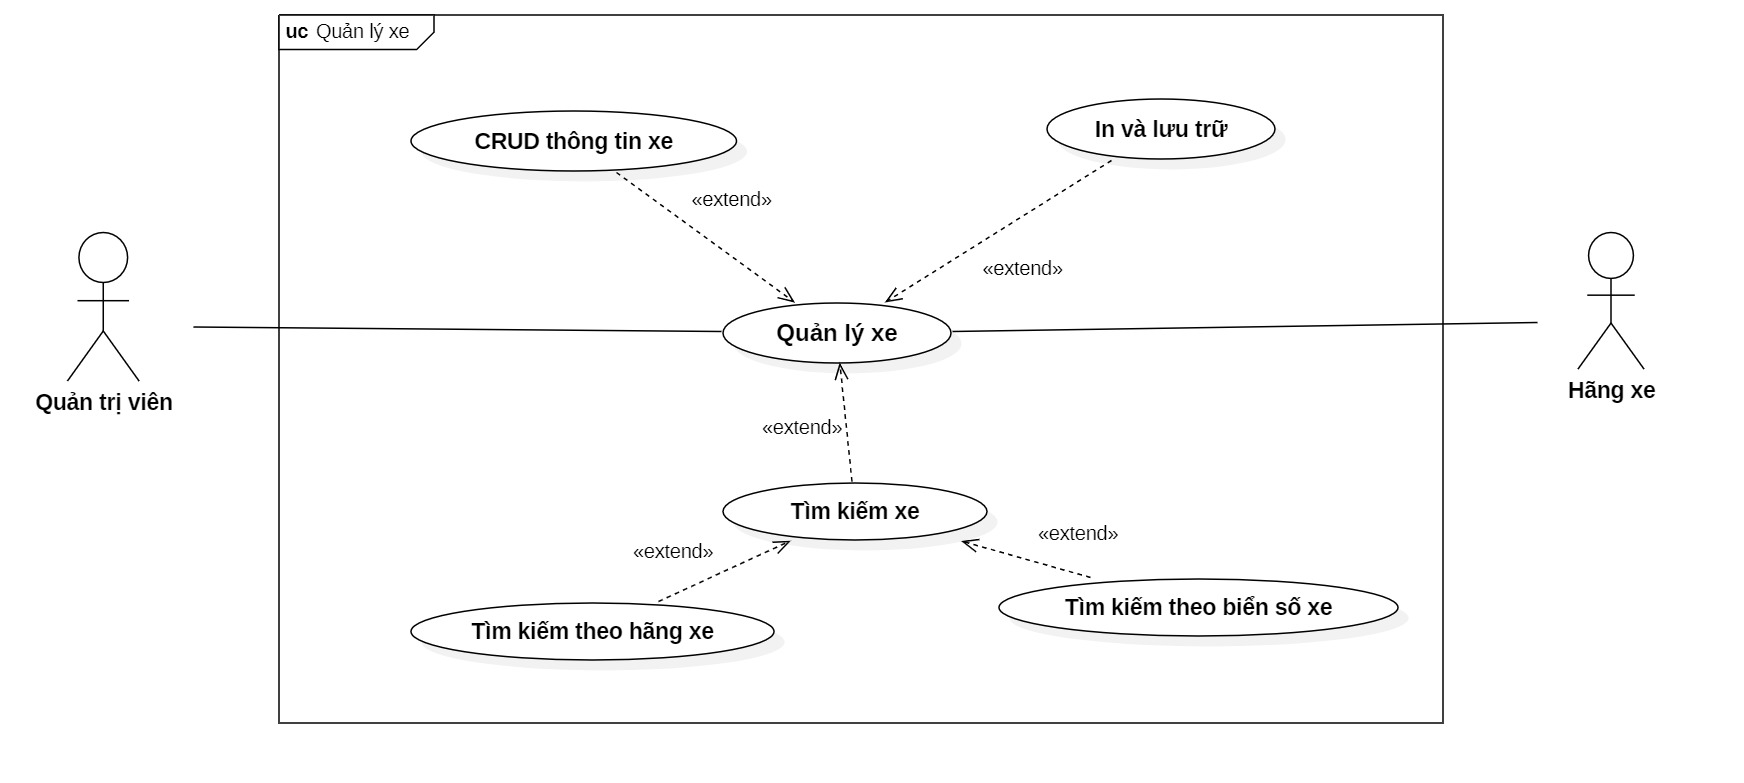 uc Quản lý xe
CRUD thông tin xe
In và lưu trữ
«extend»
«extend»
Quản lý xe
Quản trị viên
Hãng xe
«extend»
Tìm kiếm xe
«extend»
«extend»
Tìm kiếm theo hãng xe
Tìm kiếm theo biển số xe